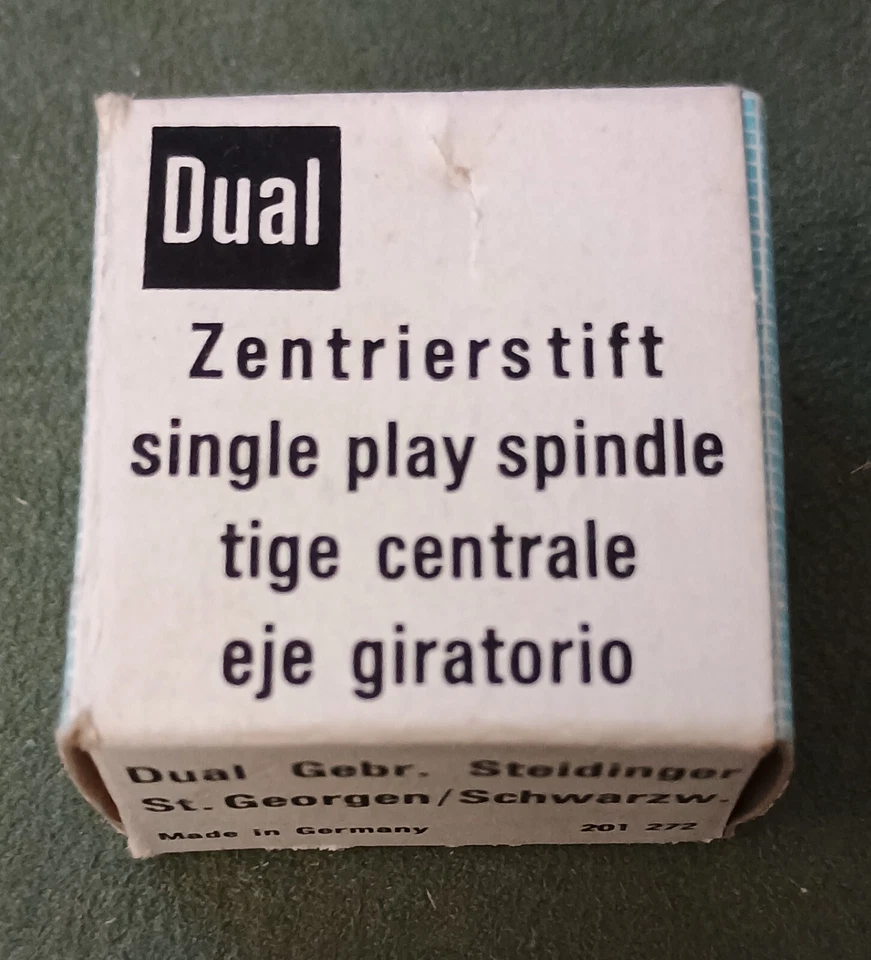 Dual
Zentrierstift
single play spindle
tige centrale
eje giratorio
Dual Gebr. Steidinger
St. Georgen/Schwarzw.
Made in Germany 201 272